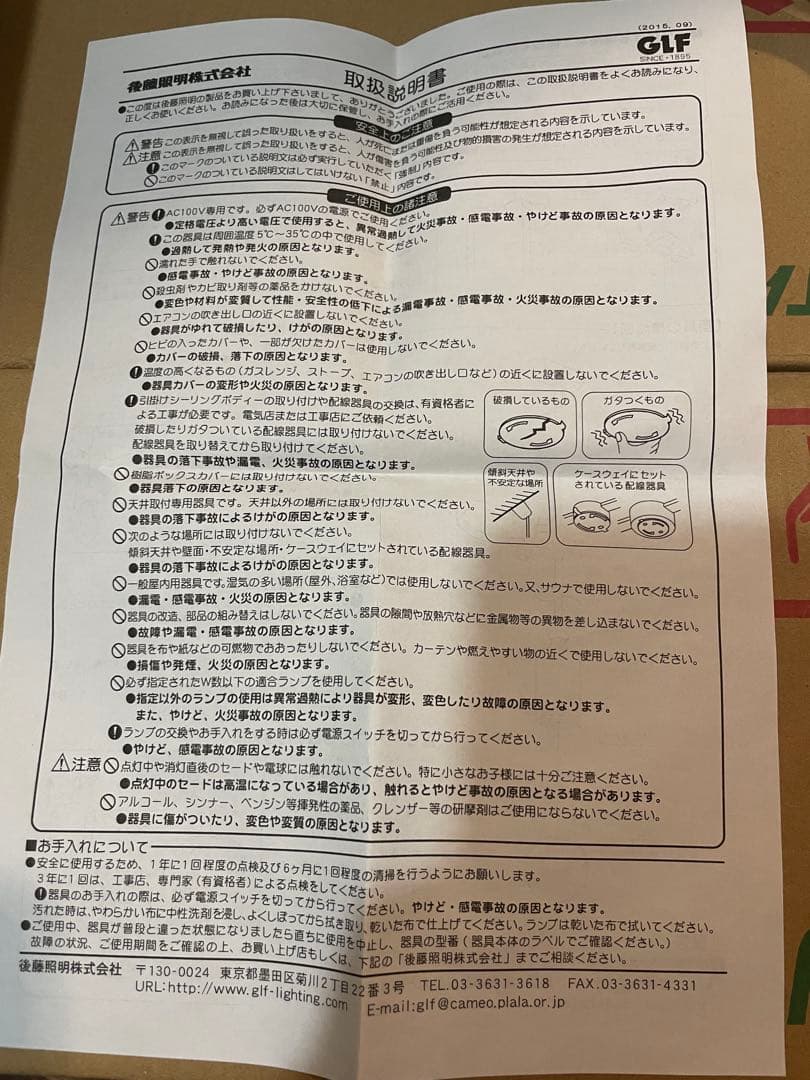 (2015. 09)
GLF
SINCE・1895
後藤照明株式会社
取扱説明書
●この度は後藤照明の製品をお買い上げ下さいまして、ありがとうございました。ご使用の際は、この取扱説明書をよくお読みになり、
正しくお使いください。お読みになった後は大切に保管し、お手入れの際にご活用ください。
安全上のご注意
⚠警告 この表示を無視して誤った取り扱いをすると、人が死亡または重傷を負う可能性が想定される内容を示しています。
⚠注意 この表示を無視して誤った取り扱いをすると、人が傷害を負う可能性及び物的損害の発生が想定される内容を示しています。
このマークのついている説明文は必ず実行していただく「強制」内容です。
このマークのついている説明文はしてはいけない「禁止」内容です。
ご使用上の諸注意
⚠警告 AC100V専用です。必ずAC100Vの電源でご使用ください。
●定格電圧より高い電圧で使用すると、異常過熱して火災事故・感電事故・やけど事故の原因となります。
この器具は周囲温度5℃〜35℃の中で使用してください。
●過熱して発熱や発火の原因となります。
濡れた手で触れないでください。
●感電事故・やけど事故の原因となります。
殺虫剤やカビ取り剤等の薬品をかけないでください。
●変色や材料が変質して性能・安全性の低下による漏電事故・感電事故・火災事故の原因となります。
エアコンの吹き出し口の近くに設置しないでください。
●器具がゆれて破損したり、けがの原因となります。
ヒビの入ったカバーや、一部が欠けたカバーは使用しないでください。
●カバーの破損、落下の原因となります。
温度の高くなるもの(ガスレンジ、ストーブ、エアコンの吹き出し口など)の近くに設置しないでください。
●器具カバーの変形や火災の原因となります。
引掛けシーリングボディーの取り付けや配線器具の交換は、有資格者に
よる工事が必要です。電気店または工事店にご依頼ください。
破損したりガタついている配線器具には取り付けないでください。
配線器具を取り替えてから取り付けてください。
●器具の落下事故や漏電、火災事故の原因となります。
破損しているもの
ガタつくもの
樹脂ボックスカバーには取り付けないでください。
●器具落下の原因となります。
天井取付専用器具です。天井以外の場所には取り付けないでください。
●器具の落下事故によるけがの原因となります。
次のような場所には取り付けないでください。
傾斜天井や壁面・不安定な場所・ケースウェイにセットされている配線器具。
●器具の落下事故によるけがの原因となります。
傾斜天井や
不安定な場所
ケースウェイにセット
されている配線器具
一般屋内用器具です。湿気の多い場所(屋外、浴室など)では使用しないでください。又、サウナで使用しないでください。
●漏電・感電事故・火災の原因となります。
器具の改造、部品の組み替えはしないでください。器具の隙間や放熱穴などに金属物等の異物を差し込まないでください。
●故障や漏電・感電事故の原因となります。
器具を布や紙などの可燃物でおおったりしないでください。カーテンや燃えやすい物の近くで使用しないでください。
●損傷や発煙、火災の原因となります。
必ず指定されたW数以下の適合ランプを使用してください。
●指定以外のランプの使用は異常過熱により器具が変形、変色したり故障の原因となります。
また、やけど、火災事故の原因となります。
ランプの交換やお手入れをする時は必ず電源スイッチを切ってから行ってください。
●やけど、感電事故の原因となります。
⚠注意 点灯中や消灯直後のセードや電球には触れないでください。特に小さなお子様には十分ご注意ください。
●点灯中のセードは高温になっている場合があり、触れるとやけど事故の原因となる場合があります。
アルコール、シンナー、ベンジン等揮発性の薬品、クレンザー等の研摩剤はご使用にならないでください。
●器具に傷がついたり、変色や変質の原因となります。
■お手入れについて
●安全に使用するため、1年に1回程度の点検及び6ヶ月に1回程度の清掃を行うようにお願いします。
3年に1回は、工事店、専門家(有資格者)による点検をしてください。
器具のお手入れの際は、必ず電源スイッチを切ってから行ってください。やけど・感電事故の原因となります。
汚れた時は、やわらかい布に中性洗剤を浸し、よくしぼってから拭き取り、乾いた布で仕上げてください。ランプは乾いた布で拭いてください。
●ご使用中、器具が普段と違った状態になりましたら直ちに使用を中止し、器具の型番(器具本体のラベルでご確認ください。)
故障の状況、ご使用期間をご確認の上、お買い上げ店もしくは、下記の「後藤照明株式会社」までご相談ください。
後藤照明株式会社 〒130-0024 東京都墨田区菊川2丁目22番3号 TEL.03-3631-3618 FAX.03-3631-4331
URL:http://www.glf-lighting.com E-mail:glf@cameo.plala.or.jp